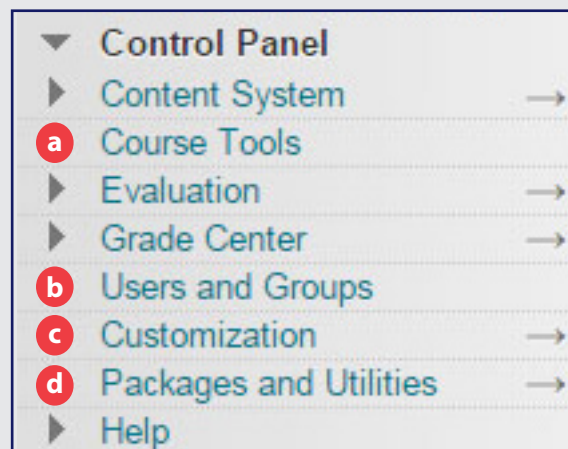 Control Panel
Content System
a Course Tools
Evaluation
Grade Center
b Users and Groups
c Customization
d Packages and Utilities
Help